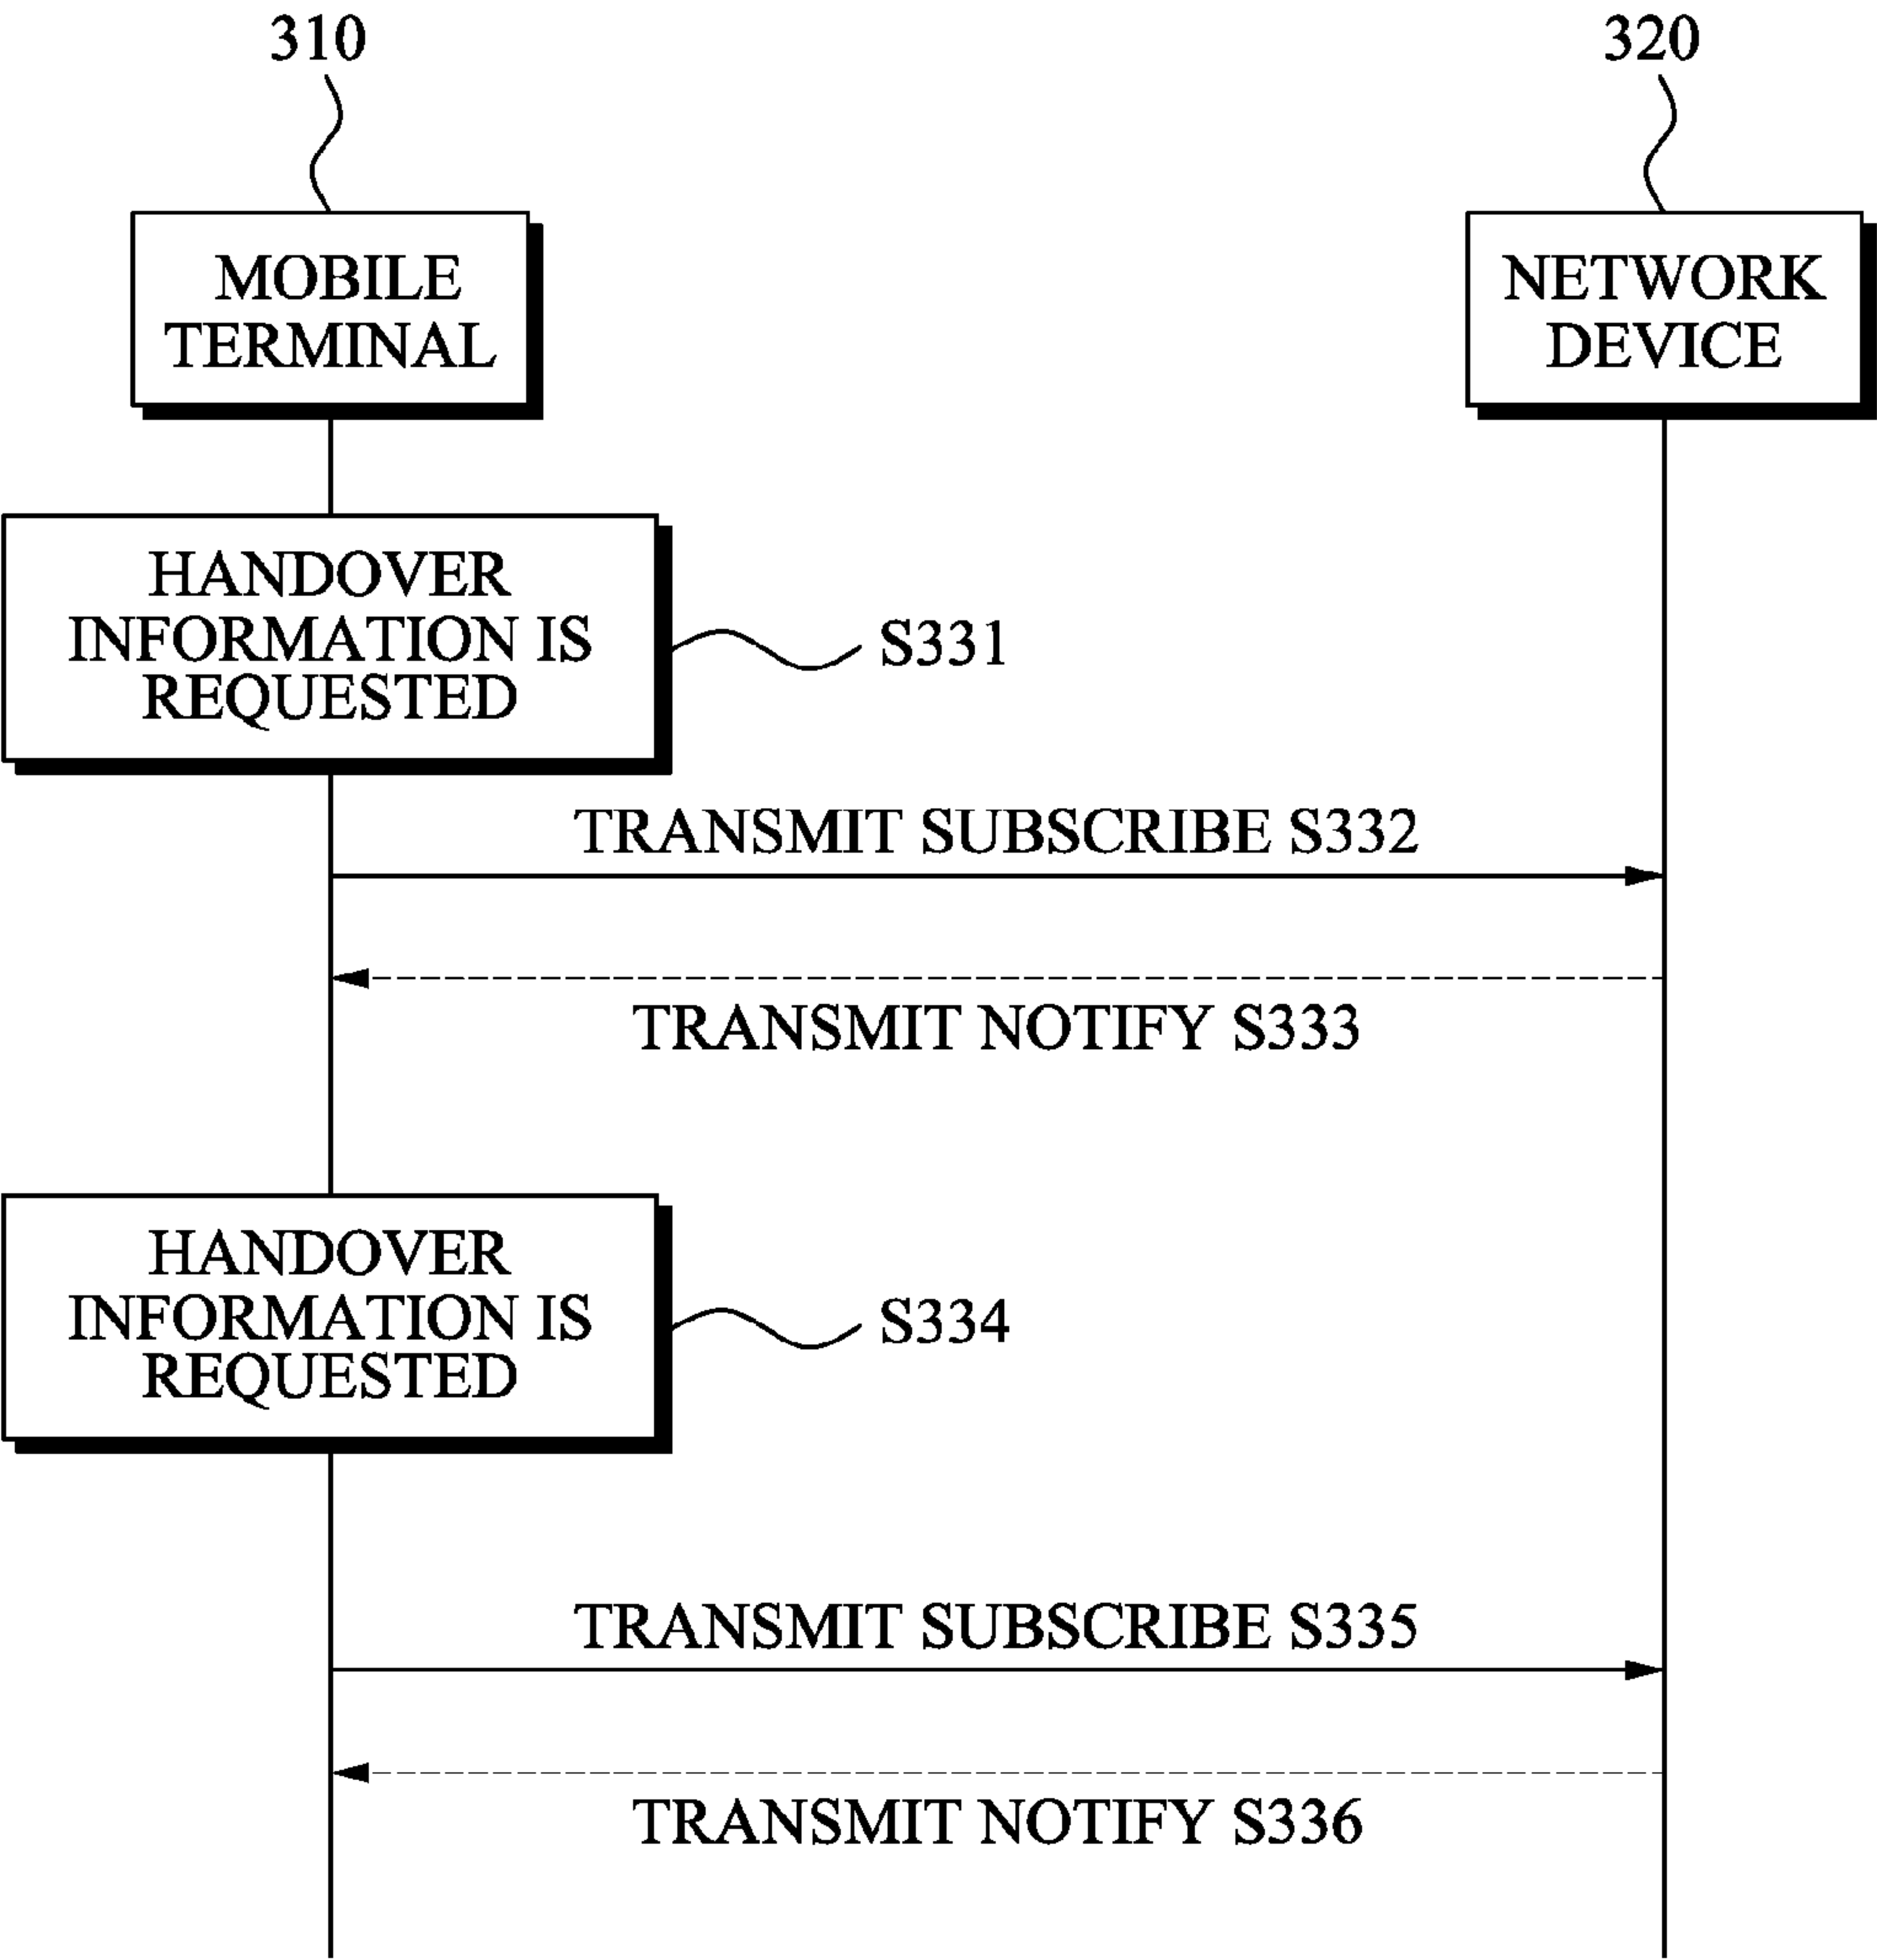 310
320
MOBILE
TERMINAL
NETWORK
DEVICE
HANDOVER
INFORMATION IS
REQUESTED
S331
TRANSMIT SUBSCRIBE S332
TRANSMIT NOTIFY S333
HANDOVER
INFORMATION IS
REQUESTED
S334
TRANSMIT SUBSCRIBE S335
TRANSMIT NOTIFY S336